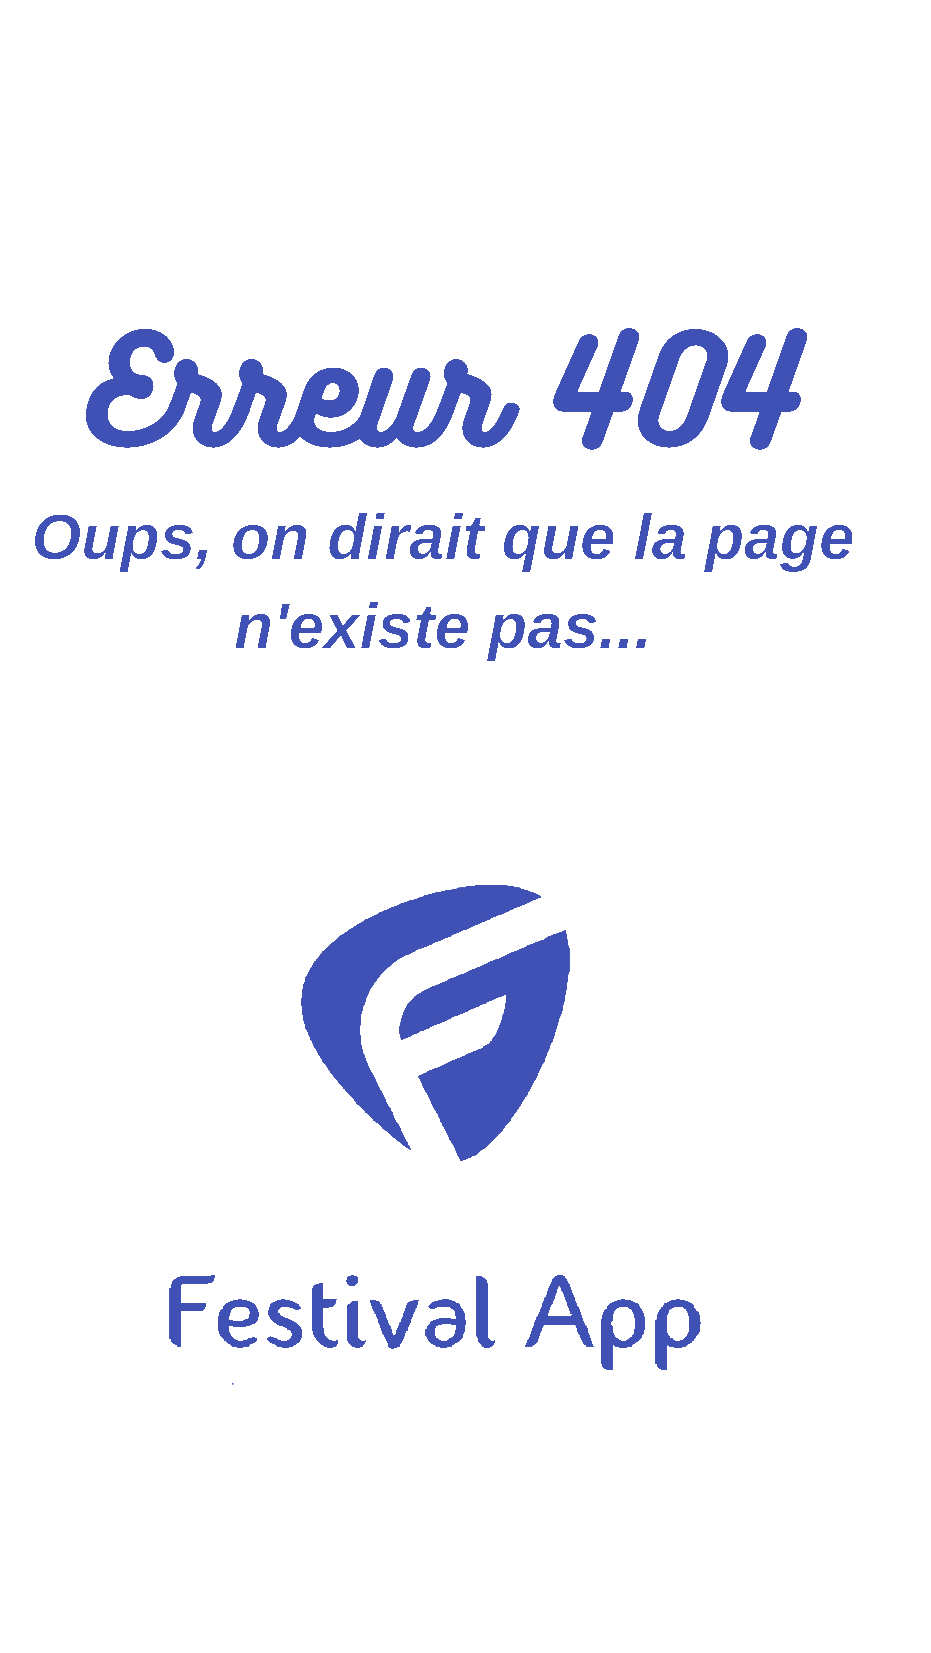 Erreur 404
Oups, on dirait que la page
n'existe pas...
Festival App